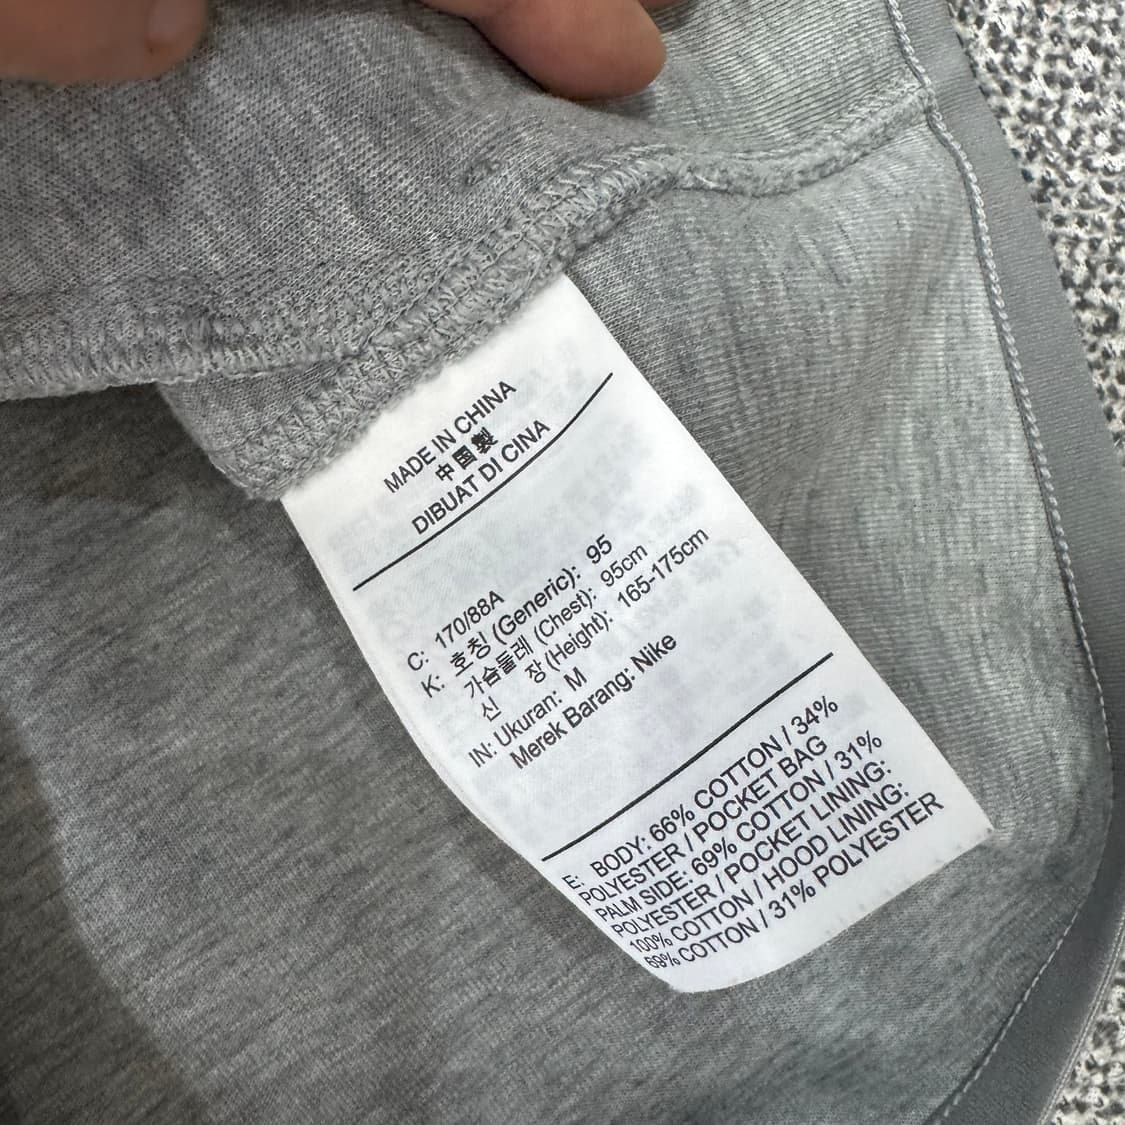 MADE IN CHINA
中国製
DIBUAT DI CINA
C: 170/88A
K: 호칭 (Generic): 95
가슴둘레 (Chest): 95cm
신 장 (Height): 165-175cm
IN: Ukuran: M
Merek Barang: Nike
E: BODY: 66% COTTON / 34%
POLYESTER / POCKET BAG
PALM SIDE: 69% COTTON / 31%
POLYESTER / POCKET LINING:
100% COTTON / HOOD LINING:
69% COTTON / 31% POLYESTER